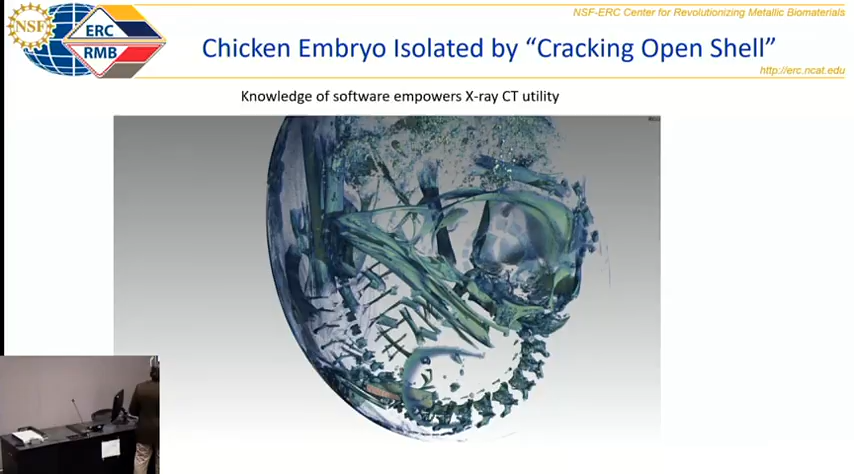 NSF
ERC
RMB
NSF-ERC Center for Revolutionizing Metallic Biomaterials
Chicken Embryo Isolated by “Cracking Open Shell”
http://erc.ncat.edu
Knowledge of software empowers X-ray CT utility